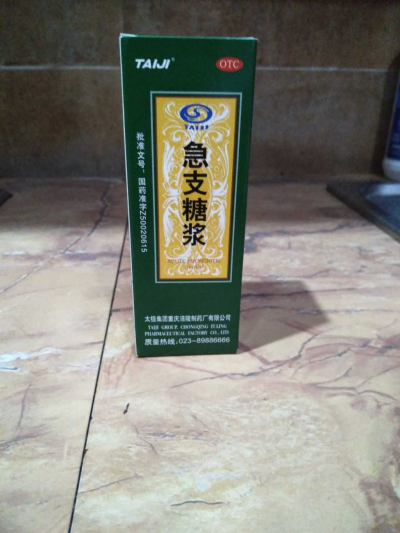 TAIJI®
OTC
TAIJI
急支糖浆
批准文号:国药准字Z50020615
太极集团重庆涪陵制药厂有限公司
TAIJI GROUP. CHONGQING FULING
PHARMACEUTICAL FACTORY CO., LTD
质量热线:023-89886666